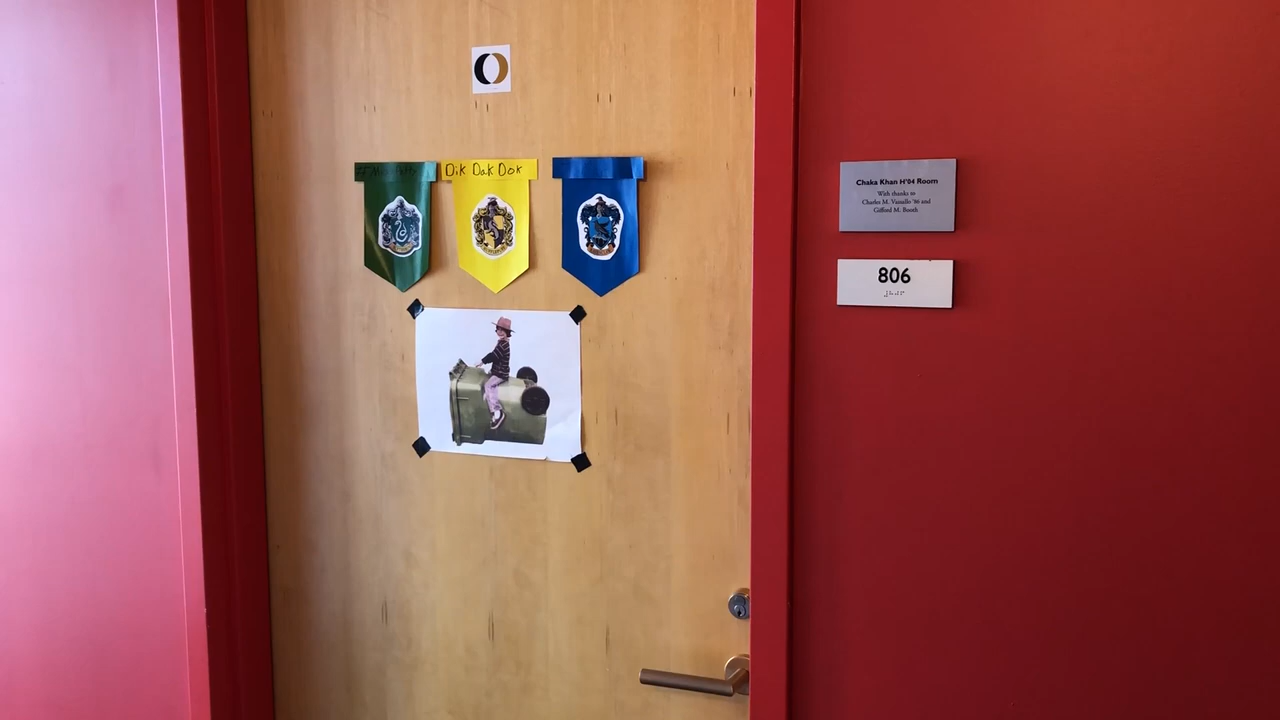 Dik Dak Dok
Chaka Khan H'04 Room
With thanks to
Charles M. Vassallo '86 and
Gifford M. Booth
806